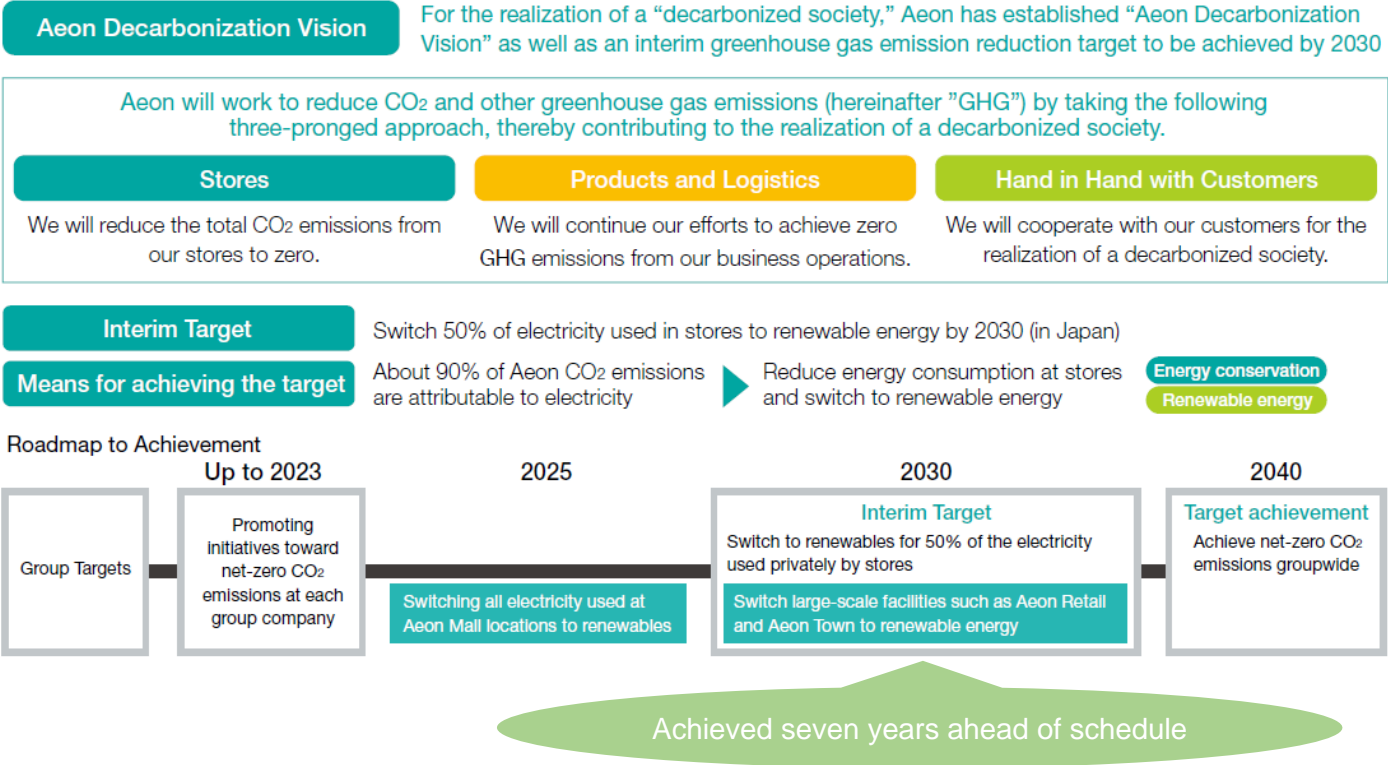 Aeon Decarbonization Vision
For the realization of a “decarbonized society,” Aeon has established “Aeon Decarbonization
Vision” as well as an interim greenhouse gas emission reduction target to be achieved by 2030
Aeon will work to reduce CO2 and other greenhouse gas emissions (hereinafter ”GHG”) by taking the following
three-pronged approach, thereby contributing to the realization of a decarbonized society.
Stores
We will reduce the total CO2 emissions from
our stores to zero.
Products and Logistics
We will continue our efforts to achieve zero
GHG emissions from our business operations.
Hand in Hand with Customers
We will cooperate with our customers for the
realization of a decarbonized society.
Interim Target
Switch 50% of electricity used in stores to renewable energy by 2030 (in Japan)
Means for achieving the target
About 90% of Aeon CO2 emissions
are attributable to electricity
Reduce energy consumption at stores
and switch to renewable energy
Energy conservation
Renewable energy
Roadmap to Achievement
Group Targets
Up to 2023
Promoting
initiatives toward
net-zero CO2
emissions at each
group company
2025
Switching all electricity used at
Aeon Mall locations to renewables
2030
Interim Target
Switch to renewables for 50% of the electricity
used privately by stores
Switch large-scale facilities such as Aeon Retail
and Aeon Town to renewable energy
2040
Target achievement
Achieve net-zero CO2
emissions groupwide
Achieved seven years ahead of schedule